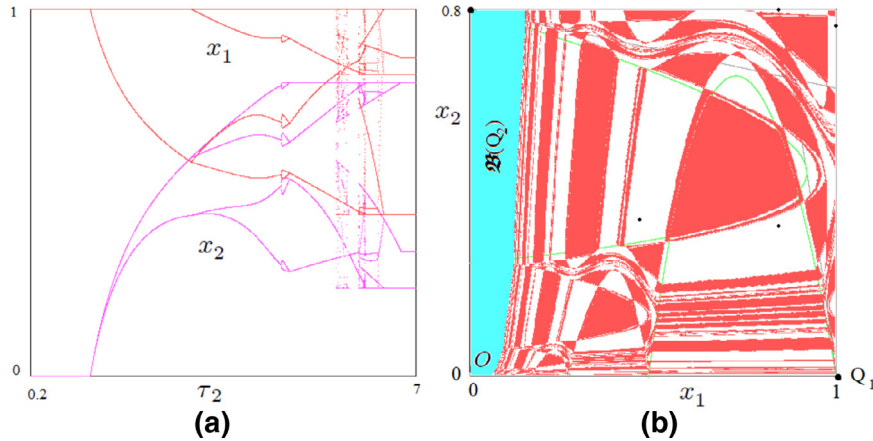 1
x₁
x₂
0
0.2
τ₂
7
(a)
0.8
x₂
𝔅(Q₂)
O
0
0
x₁
1
Q₁
(b)